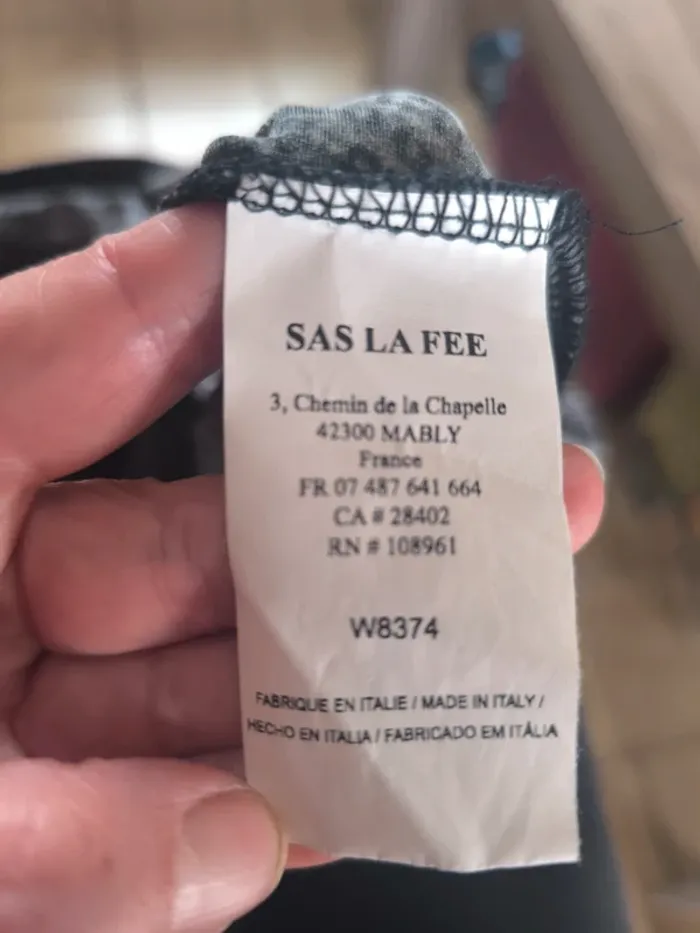 SAS LA FEE
3, Chemin de la Chapelle
42300 MABLY
France
FR 07 487 641 664
CA # 28402
RN # 108961
W8374
FABRIQUE EN ITALIE / MADE IN ITALY /
HECHO EN ITALIA / FABRICADO EM ITÁLIA